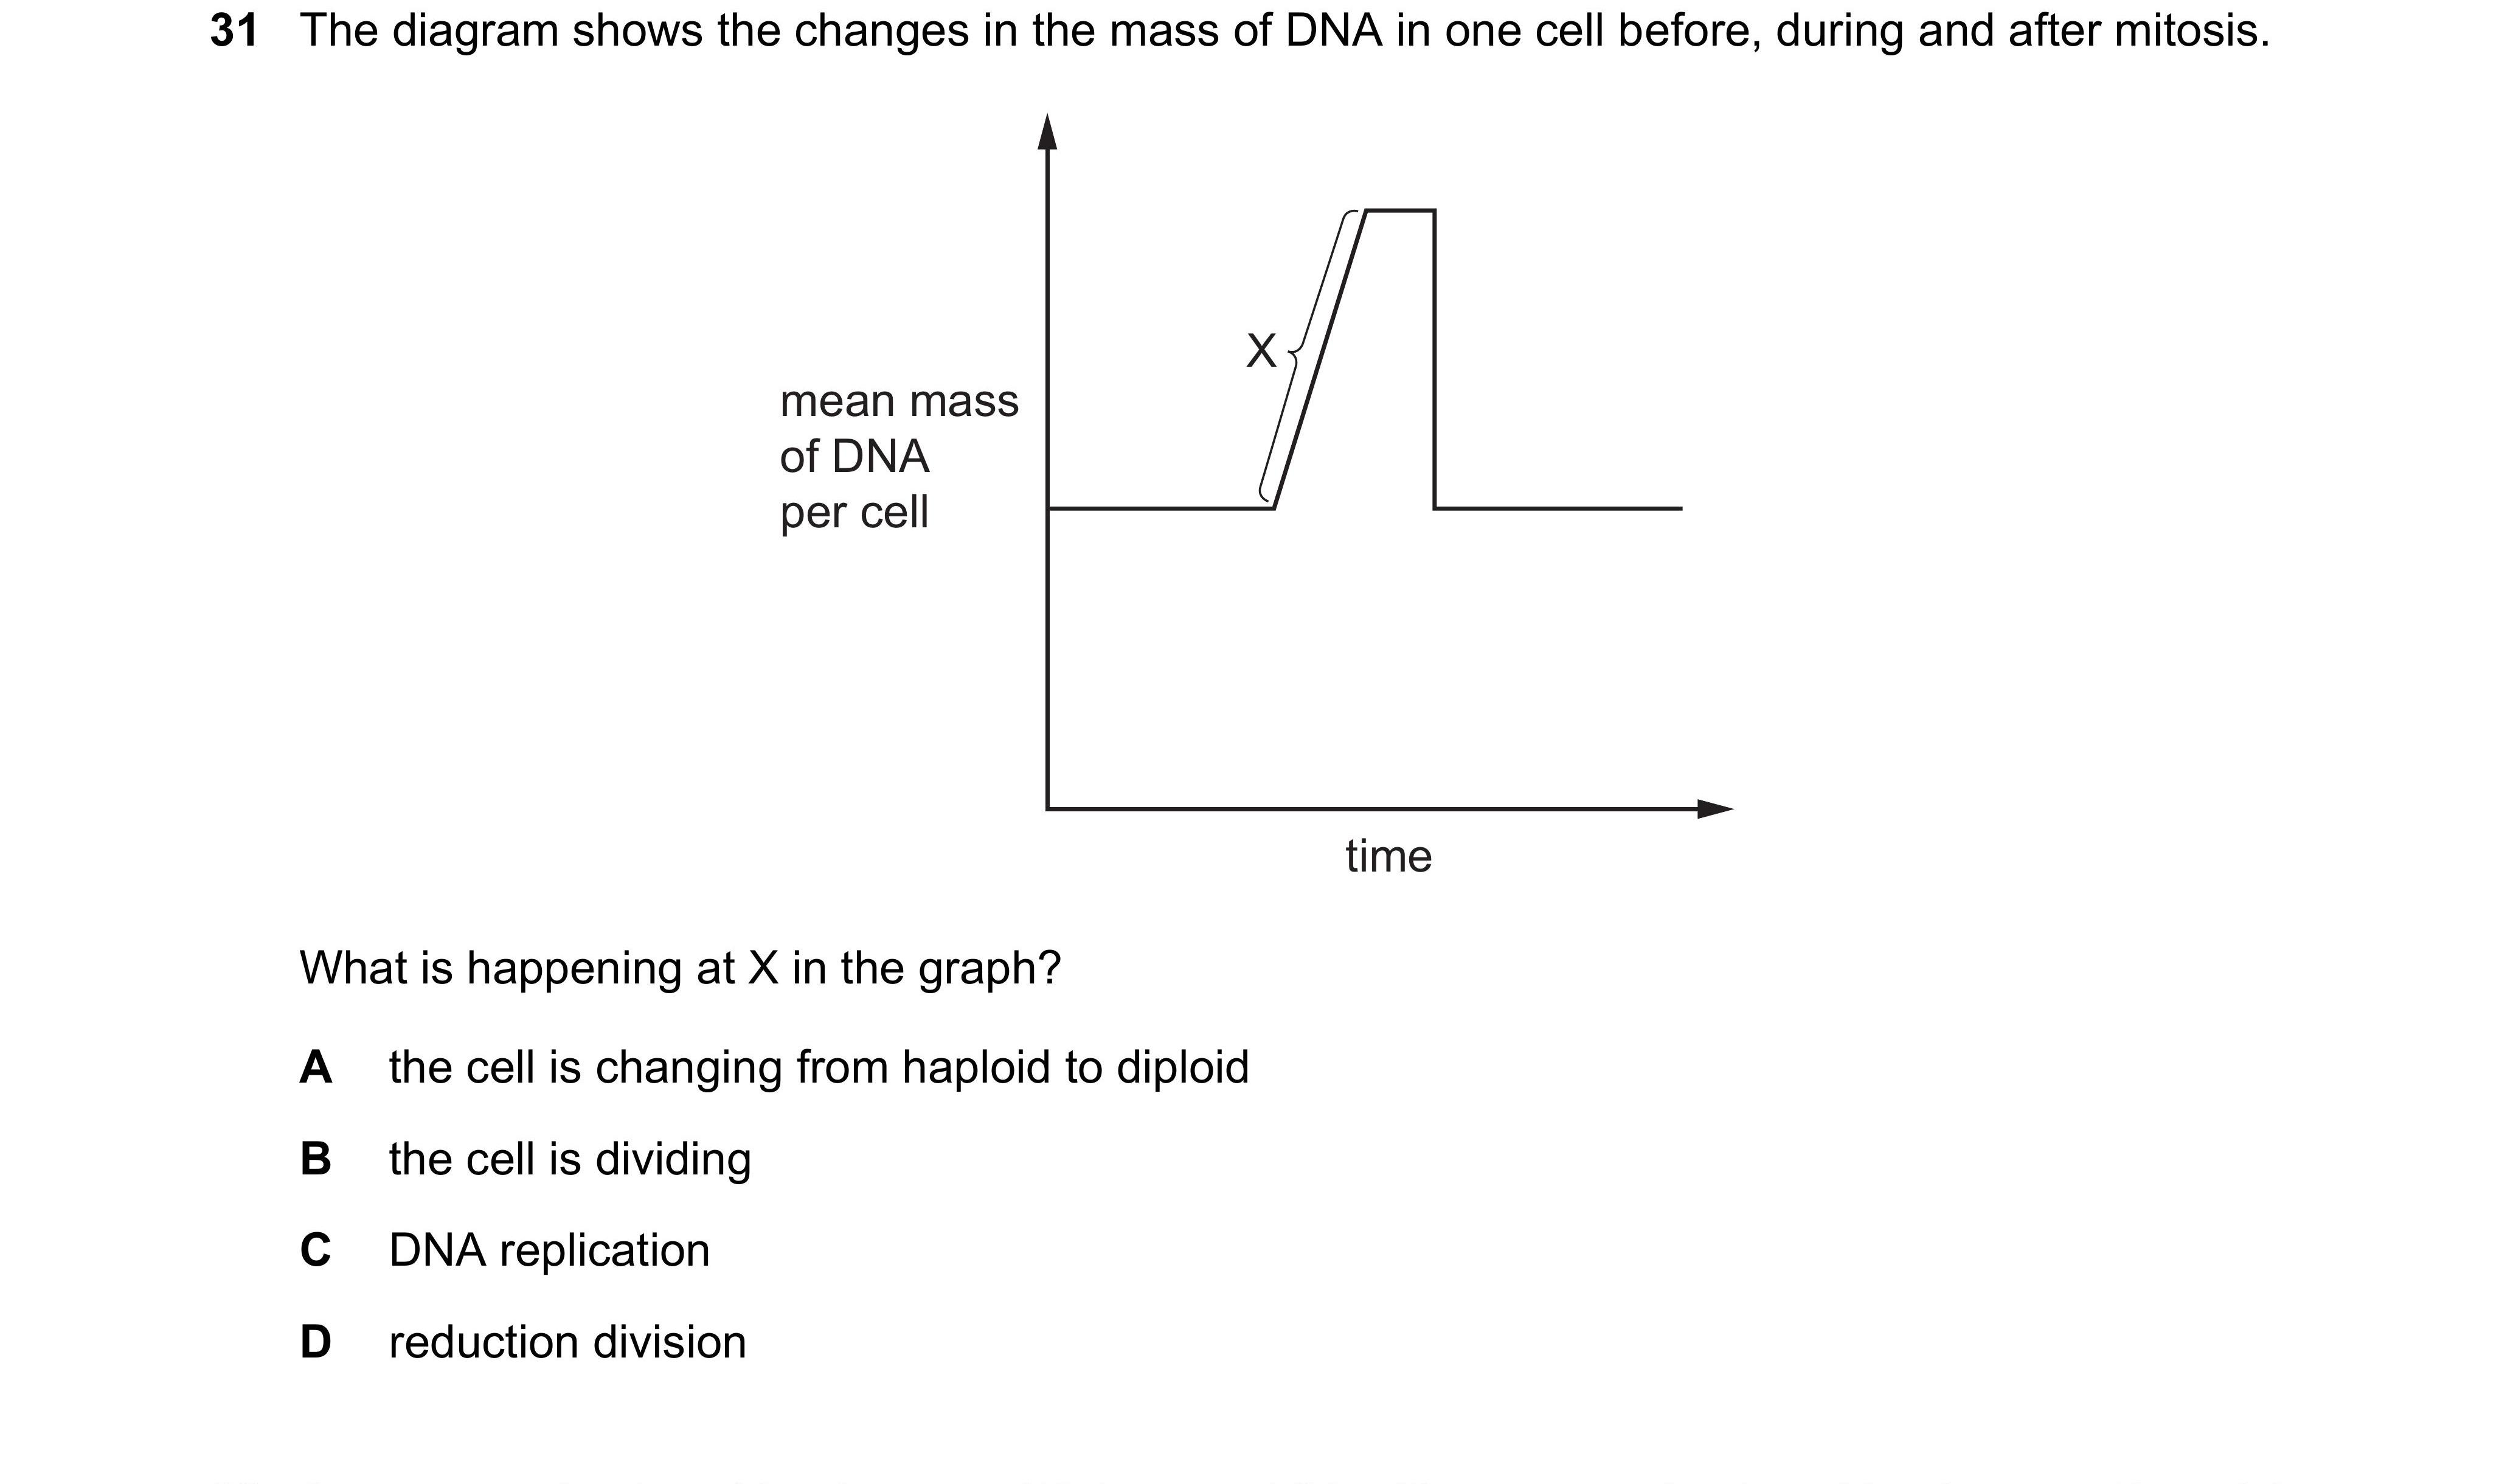 31 The diagram shows the changes in the mass of DNA in one cell before, during and after mitosis.
X
mean mass
of DNA
per cell
time
What is happening at X in the graph?
A the cell is changing from haploid to diploid
B the cell is dividing
C DNA replication
D reduction division